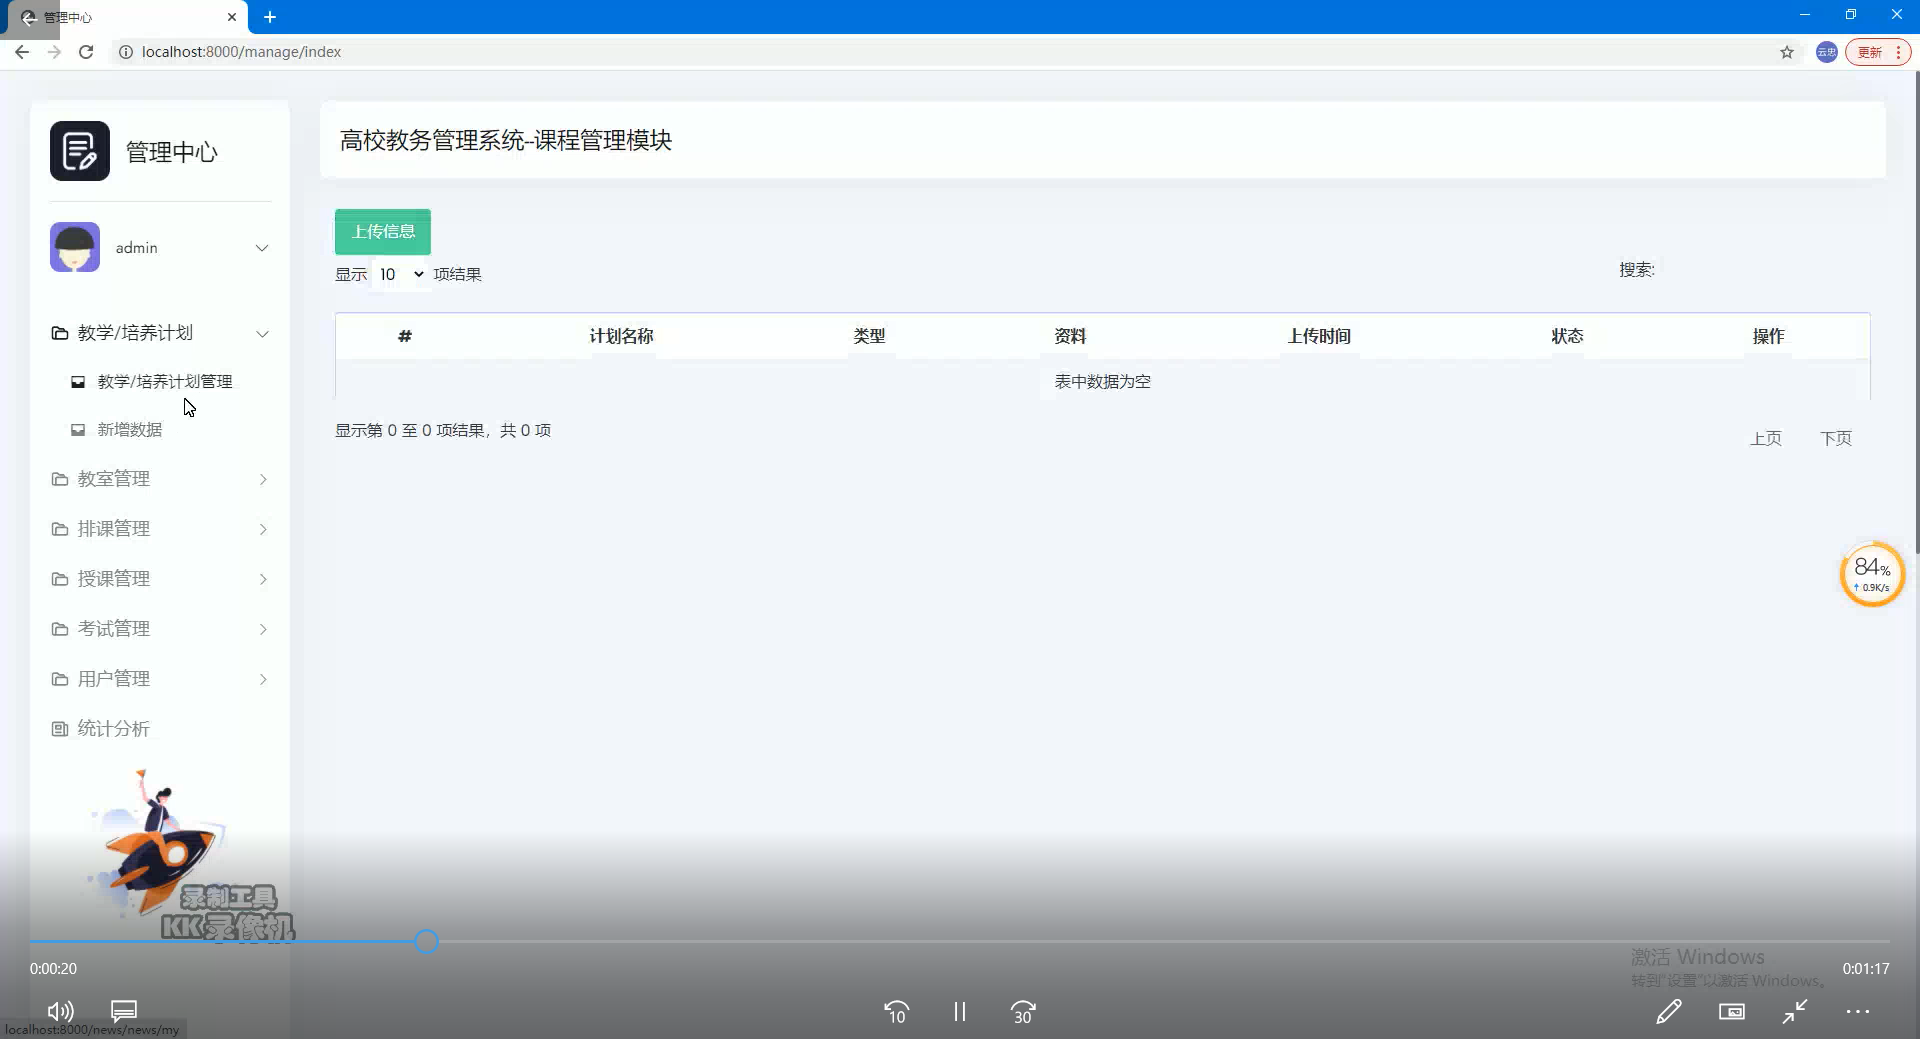 管理中心
localhost:8000/manage/index
云忠
更新
管理中心
高校教务管理系统--课程管理模块
admin
上传信息
显示 10 项结果
搜索:
教学/培养计划
# 计划名称 类型 资料 上传时间 状态 操作
教学/培养计划管理
表中数据为空
新增数据
显示第 0 至 0 项结果，共 0 项
上页 下页
教室管理
排课管理
授课管理
84%
↑ 0.9K/s
考试管理
用户管理
统计分析
录制工具
KK录像机
激活 Windows
转到"设置"以激活 Windows。
0:00:20
0:01:17
10
30
localhost:8000/news/news/my